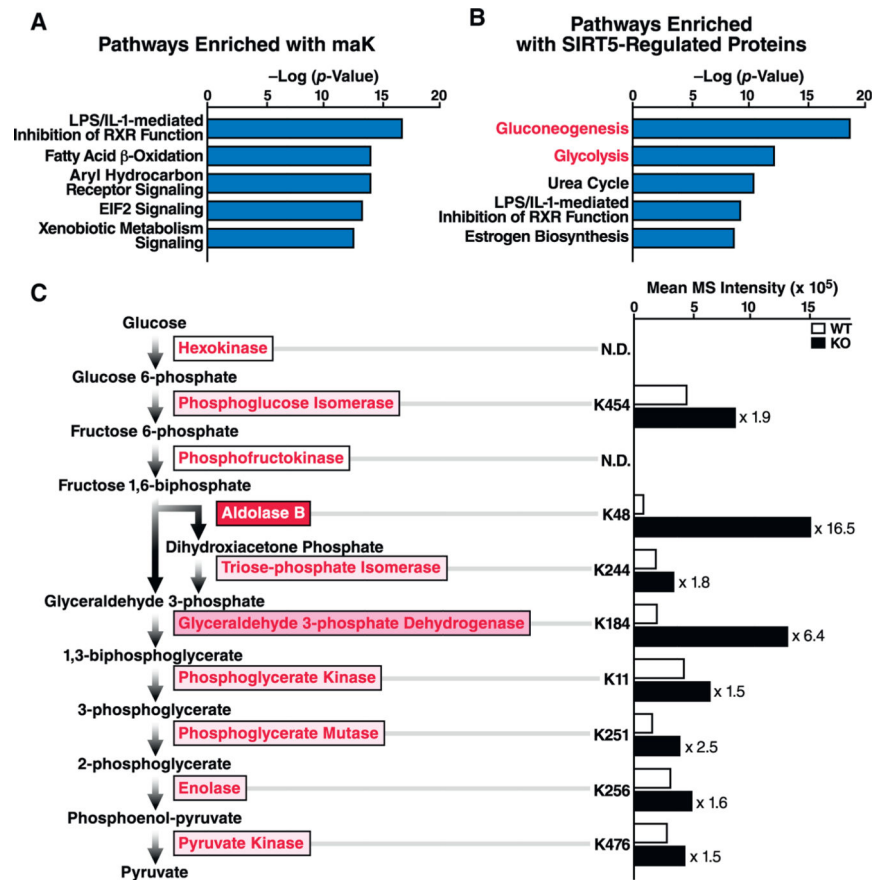 A
Pathways Enriched with maK
–Log (p-Value)
0 5 10 15 20
LPS/IL-1-mediated
Inhibition of RXR Function
Fatty Acid β-Oxidation
Aryl Hydrocarbon
Receptor Signaling
EIF2 Signaling
Xenobiotic Metabolism
Signaling
B
Pathways Enriched
with SIRT5-Regulated Proteins
–Log (p-Value)
0 5 10 15 20
Gluconeogenesis
Glycolysis
Urea Cycle
LPS/IL-1-mediated
Inhibition of RXR Function
Estrogen Biosynthesis
C
Mean MS Intensity (x 10⁵)
0 5 10 15
WT
KO
Glucose
Hexokinase N.D.
Glucose 6-phosphate
Phosphoglucose Isomerase K454 x 1.9
Fructose 6-phosphate
Phosphofructokinase N.D.
Fructose 1,6-biphosphate
Aldolase B K48 x 16.5
Dihydroxiacetone Phosphate
Triose-phosphate Isomerase K244 x 1.8
Glyceraldehyde 3-phosphate
Glyceraldehyde 3-phosphate Dehydrogenase K184 x 6.4
1,3-biphosphoglycerate
Phosphoglycerate Kinase K11 x 1.5
3-phosphoglycerate
Phosphoglycerate Mutase K251 x 2.5
2-phosphoglycerate
Enolase K256 x 1.6
Phosphoenol-pyruvate
Pyruvate Kinase K476 x 1.5
Pyruvate